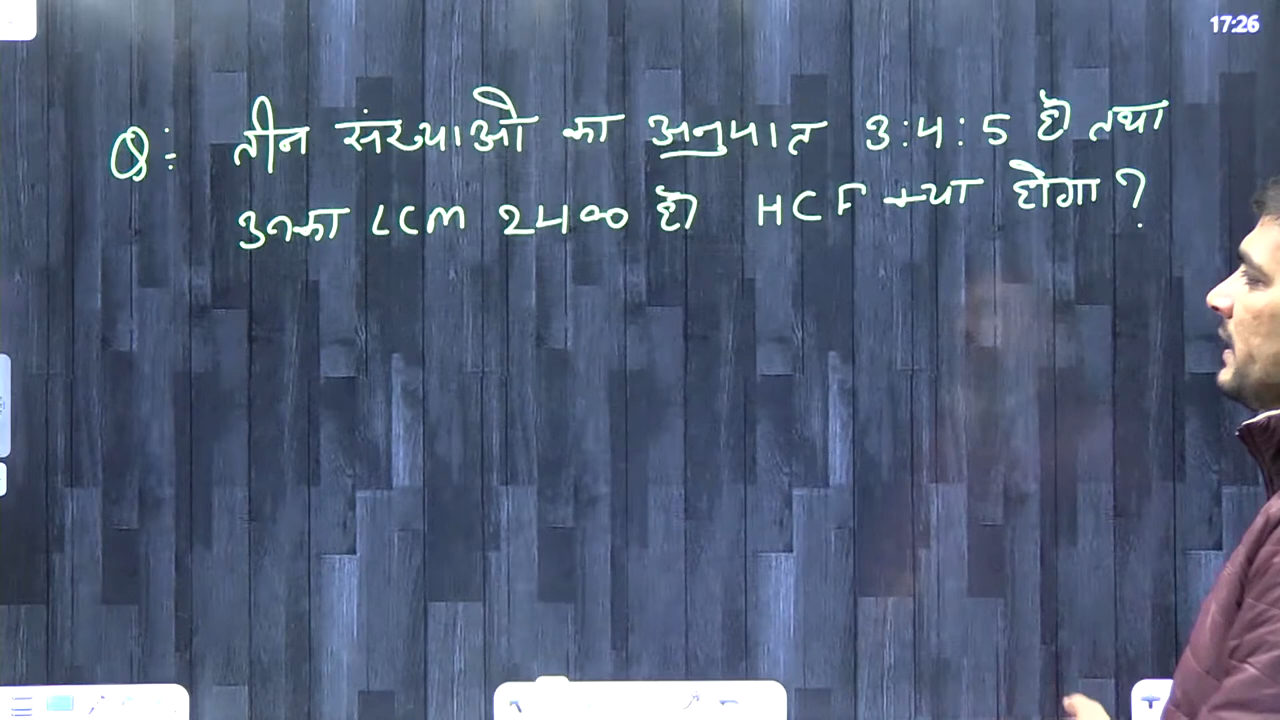 17:26
Q: तीन संख्याओ का अनुपात 3:4:5 है तथा
उनका LCM 2400 है HCF क्या होगा ?